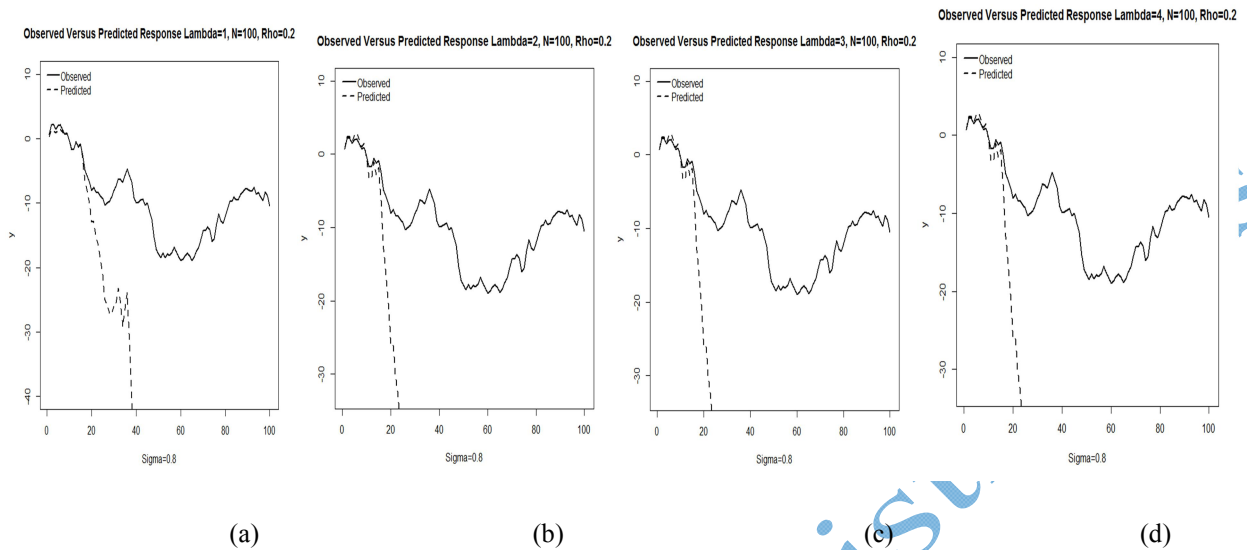 Observed Versus Predicted Response Lambda=1, N=100, Rho=0.2
10
0
-10
-20
-30
-40
y
Observed
Predicted
0 20 40 60 80 100
Sigma=0.8
(a)
Observed Versus Predicted Response Lambda=2, N=100, Rho=0.2
10
0
-10
-20
-30
y
Observed
Predicted
0 20 40 60 80 100
Sigma=0.8
(b)
Observed Versus Predicted Response Lambda=3, N=100, Rho=0.2
10
0
-10
-20
-30
y
Observed
Predicted
0 20 40 60 80 100
Sigma=0.8
(c)
Observed Versus Predicted Response Lambda=4, N=100, Rho=0.2
10
0
-10
-20
-30
y
Observed
Predicted
0 20 40 60 80 100
Sigma=0.8
(d)